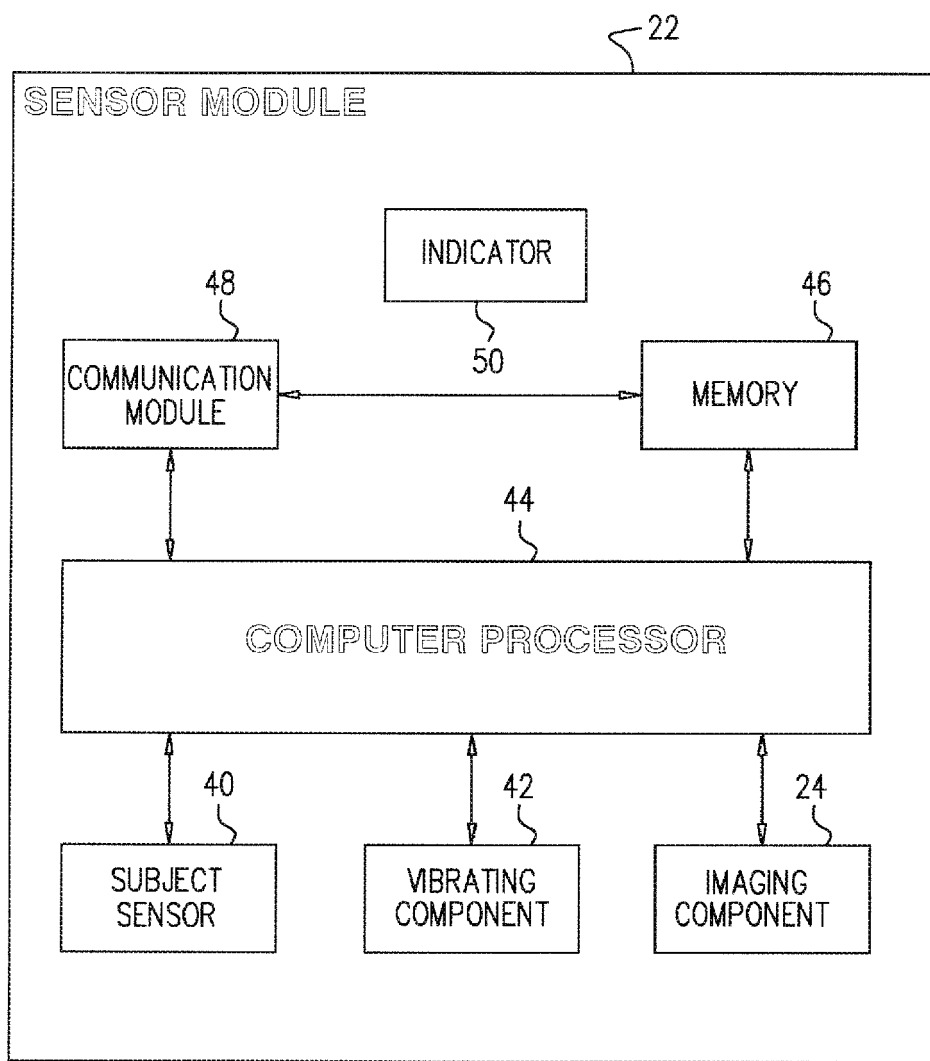 22
SENSOR MODULE
INDICATOR
50
48
COMMUNICATION
MODULE
46
MEMORY
44
COMPUTER PROCESSOR
40
SUBJECT
SENSOR
42
VIBRATING
COMPONENT
24
IMAGING
COMPONENT